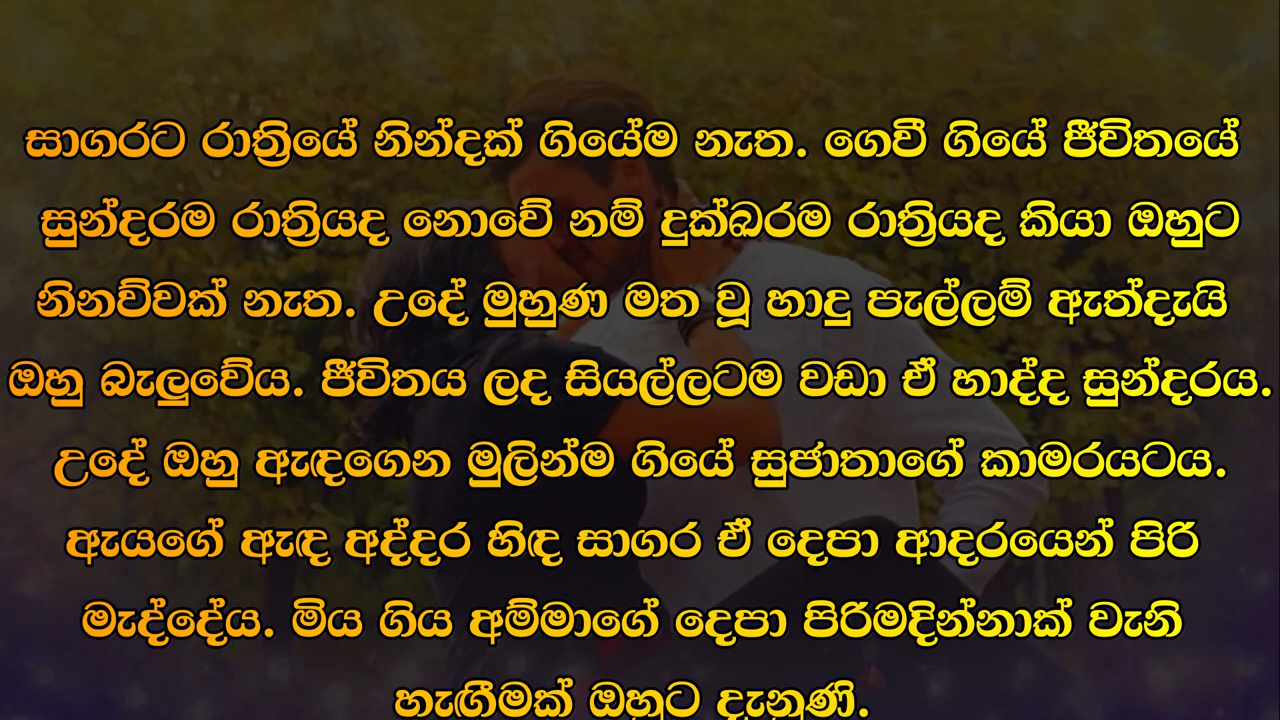 සාගරට රාත්‍රියේ නින්දක් ගියේම නැත. ගෙවී ගියේ ජීවිතයේ
සුන්දරම රාත්‍රියද නොවේ නම් දුක්ඛරම රාත්‍රියද කියා ඔහුට
නිනව්වක් නැත. උදේ මුහුණ මත වූ හාදු පැල්ලම් ඇත්දැයි
ඔහු බැලුවේය. ජීවිතය ලද සියල්ලටම වඩා ඒ හාද්ද සුන්දරය.
උදේ ඔහු ඇඳගෙන මුලින්ම ගියේ සුජාතාගේ කාමරයටය.
ඇයගේ ඇඳ අද්දර හිඳ සාගර ඒ දෙපා ආදරයෙන් පිරි
මැද්දේය. මිය ගිය අම්මාගේ දෙපා පිරිමදින්නාක් වැනි
හැඟීමක් ඔහුට දැනුණි.